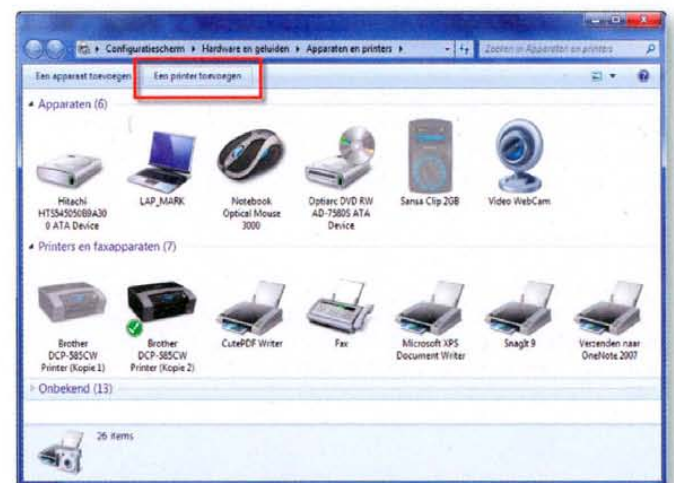 Configuratiescherm ▸ Hardware en geluiden ▸ Apparaten en printers ▸
Zoeken in Apparaten en printers
Een apparaat toevoegen
Een printer toevoegen
Apparaten (6)
Hitachi
HTS545050B9A30
0 ATA Device
LAP_MARK
Notebook
Optical Mouse
3000
Optiarc DVD RW
AD-7580S ATA
Device
Sansa Clip 2GB
Video WebCam
Printers en faxapparaten (7)
Brother
DCP-585CW
Printer (Kopie 1)
Brother
DCP-585CW
Printer (Kopie 2)
CutePDF Writer
Fax
Microsoft XPS
Document Writer
SnagIt 9
Verzenden naar
OneNote 2007
Onbekend (13)
26 items